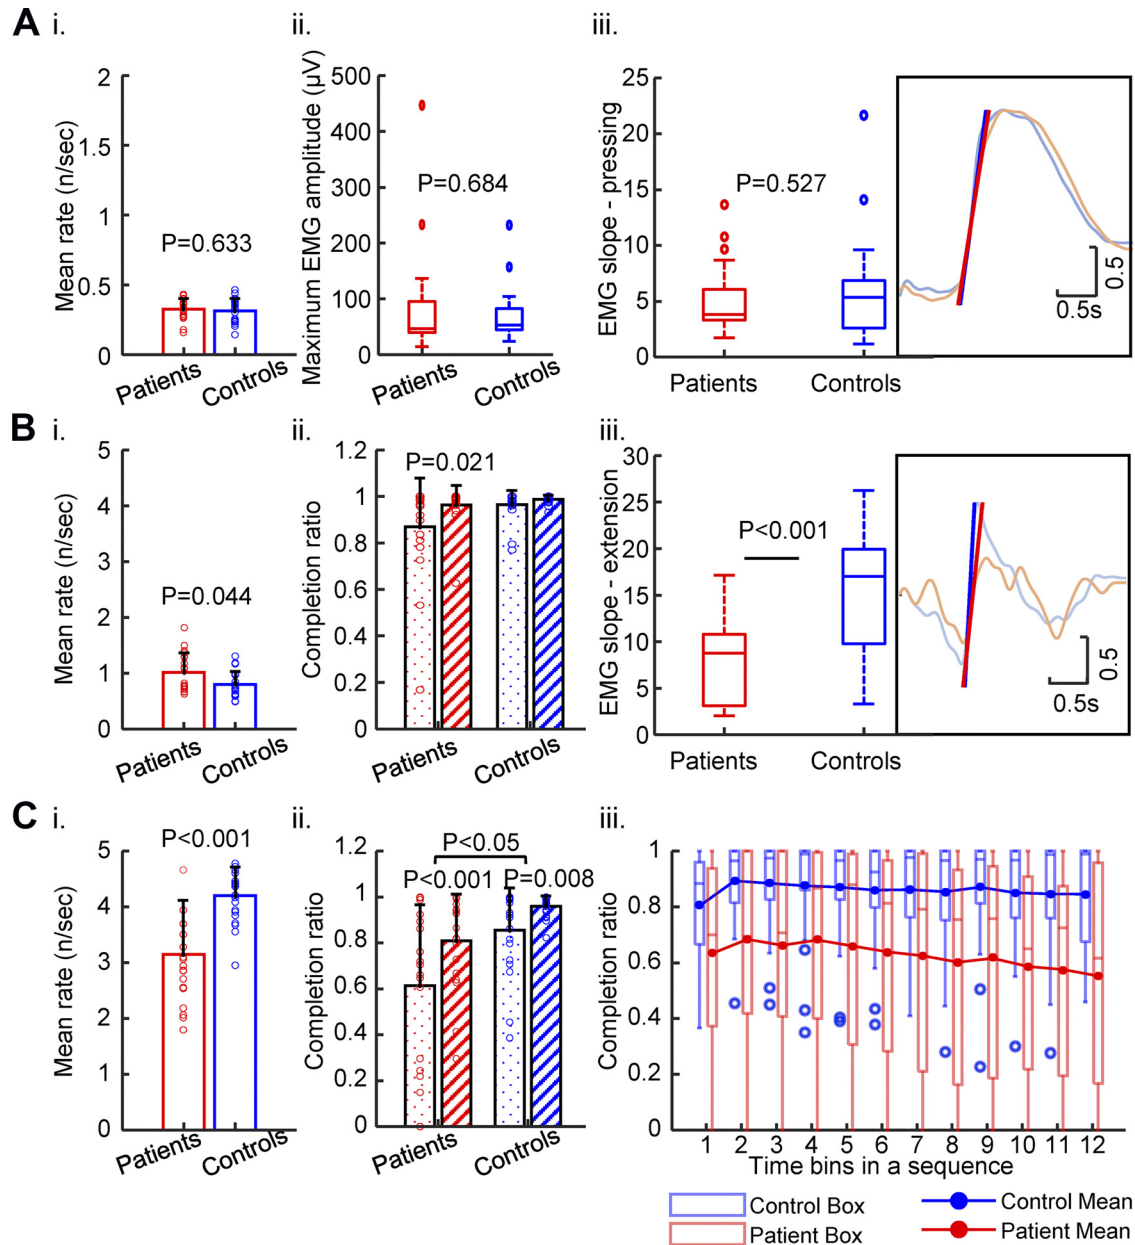 A i. ii. iii.
Mean rate (n/sec)
2
1.5
1
0.5
0
P=0.633
Patients Controls
Maximum EMG amplitude (µV)
500
400
300
200
100
0
P=0.684
Patients Controls
EMG slope - pressing
25
20
15
10
5
0
P=0.527
Patients Controls
0.5
0.5s
B i. ii. iii.
Mean rate (n/sec)
5
4
3
2
1
0
P=0.044
Patients Controls
Completion ratio
1.2
1
0.8
0.6
0.4
0.2
0
P=0.021
Patients Controls
EMG slope - extension
30
25
20
15
10
5
0
P<0.001
Patients Controls
0.5
0.5s
C i. ii. iii.
Mean rate (n/sec)
5
4
3
2
1
0
P<0.001
Patients Controls
Completion ratio
1.2
1
0.8
0.6
0.4
0.2
0
P<0.05
P<0.001 P=0.008
Patients Controls
Completion ratio
1
0.8
0.6
0.4
0.2
0
1 2 3 4 5 6 7 8 9 10 11 12
Time bins in a sequence
Control Box Control Mean
Patient Box Patient Mean